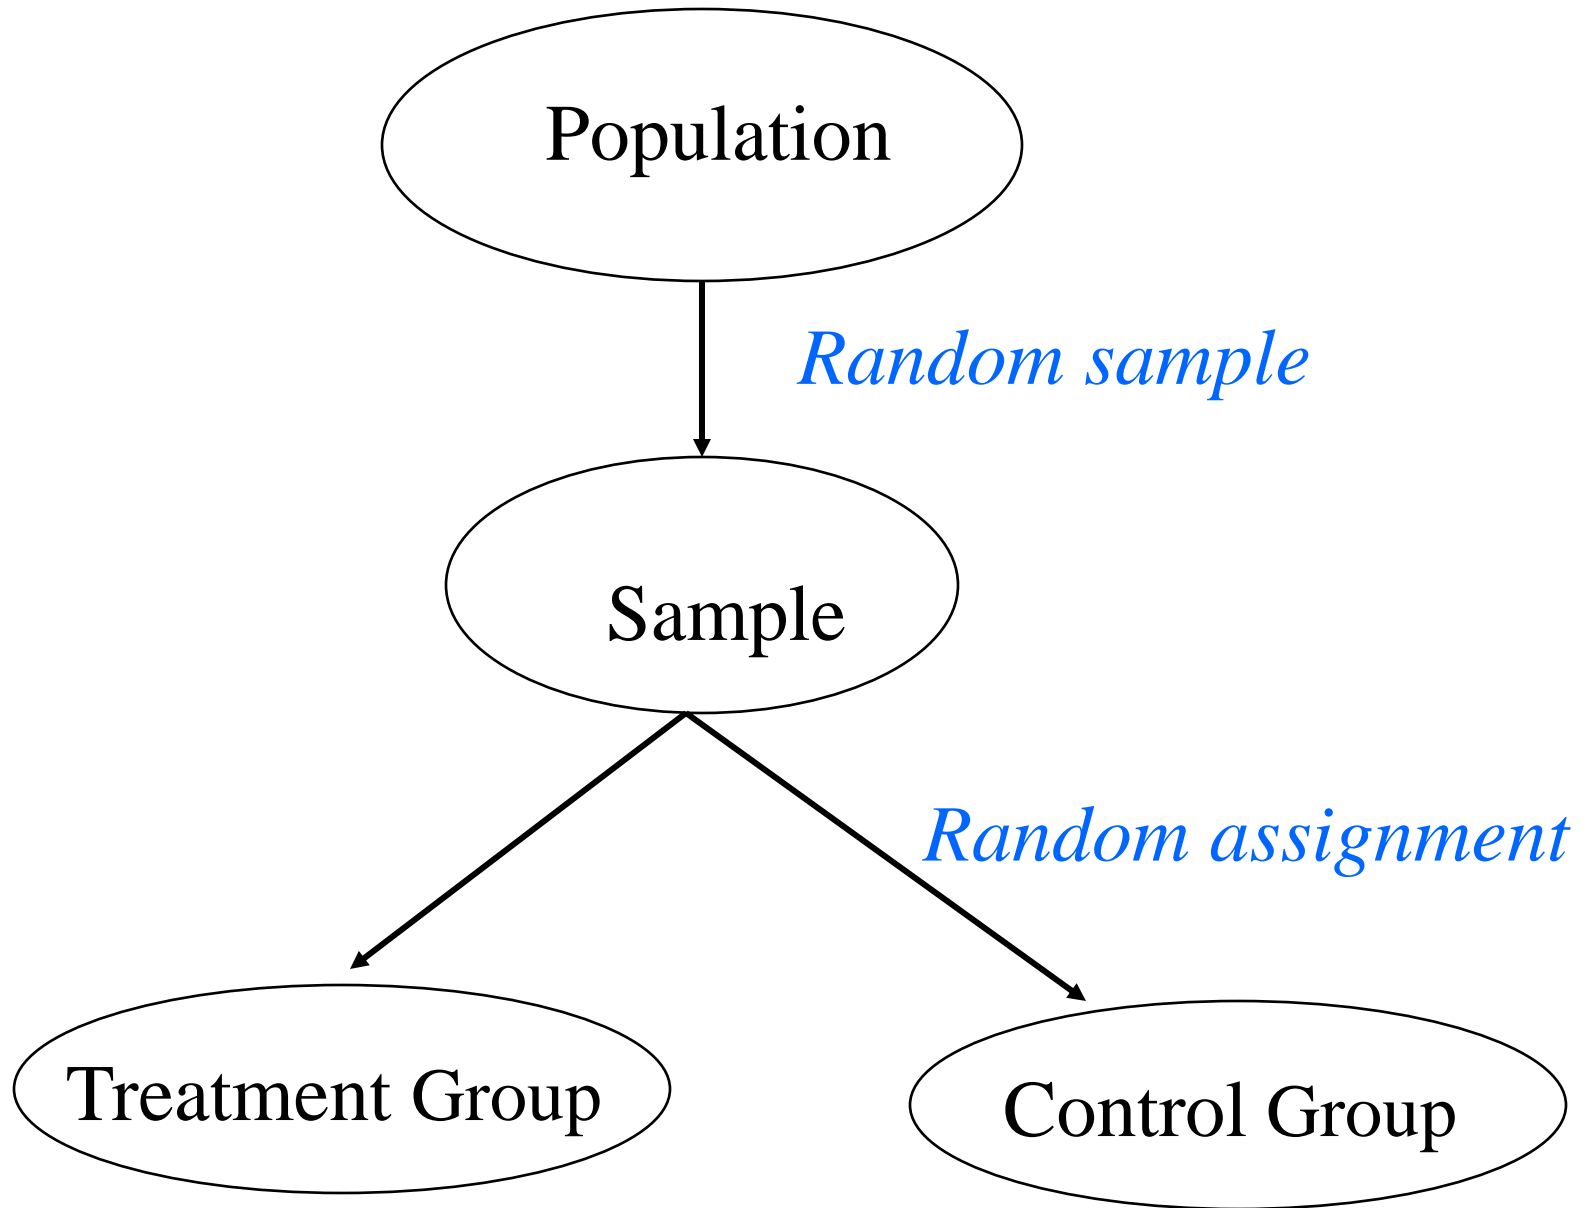 Population
Random sample
Sample
Random assignment
Treatment Group
Control Group